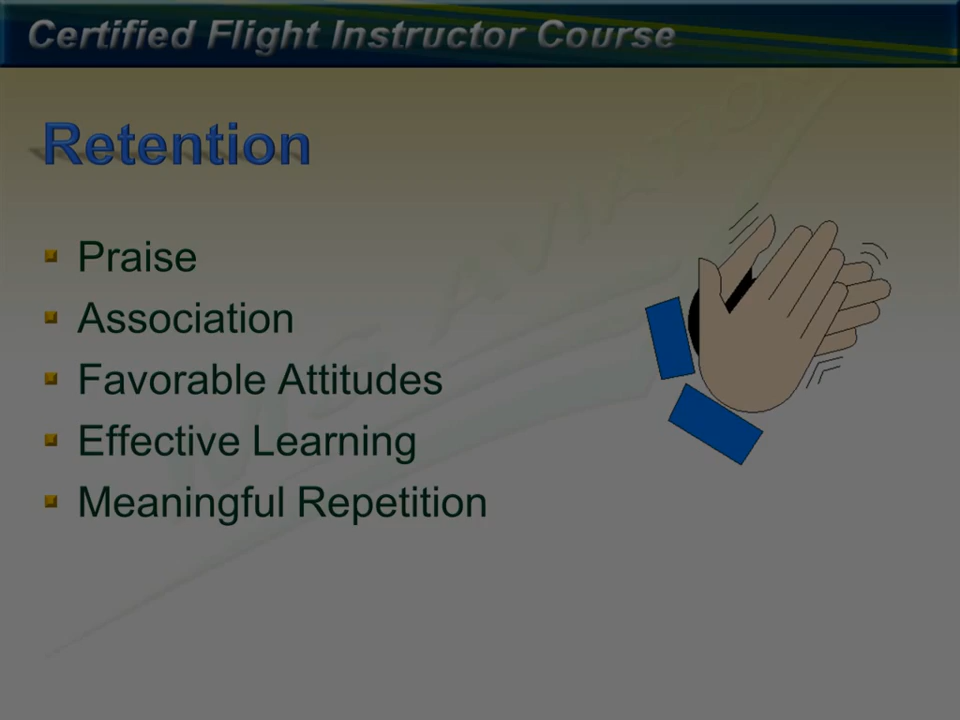 Certified Flight Instructor Course
Retention
Praise
Association
Favorable Attitudes
Effective Learning
Meaningful Repetition